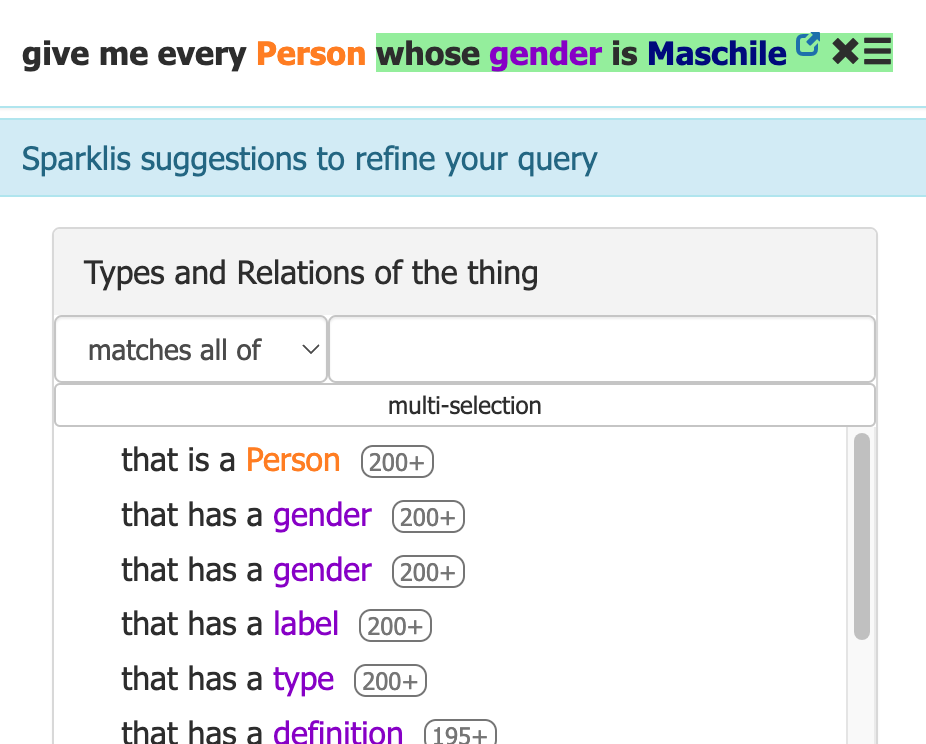 give me every Person whose gender is Maschile
Sparklis suggestions to refine your query
Types and Relations of the thing
matches all of
multi-selection
that is a Person 200+
that has a gender 200+
that has a gender 200+
that has a label 200+
that has a type 200+
that has a definition 195+